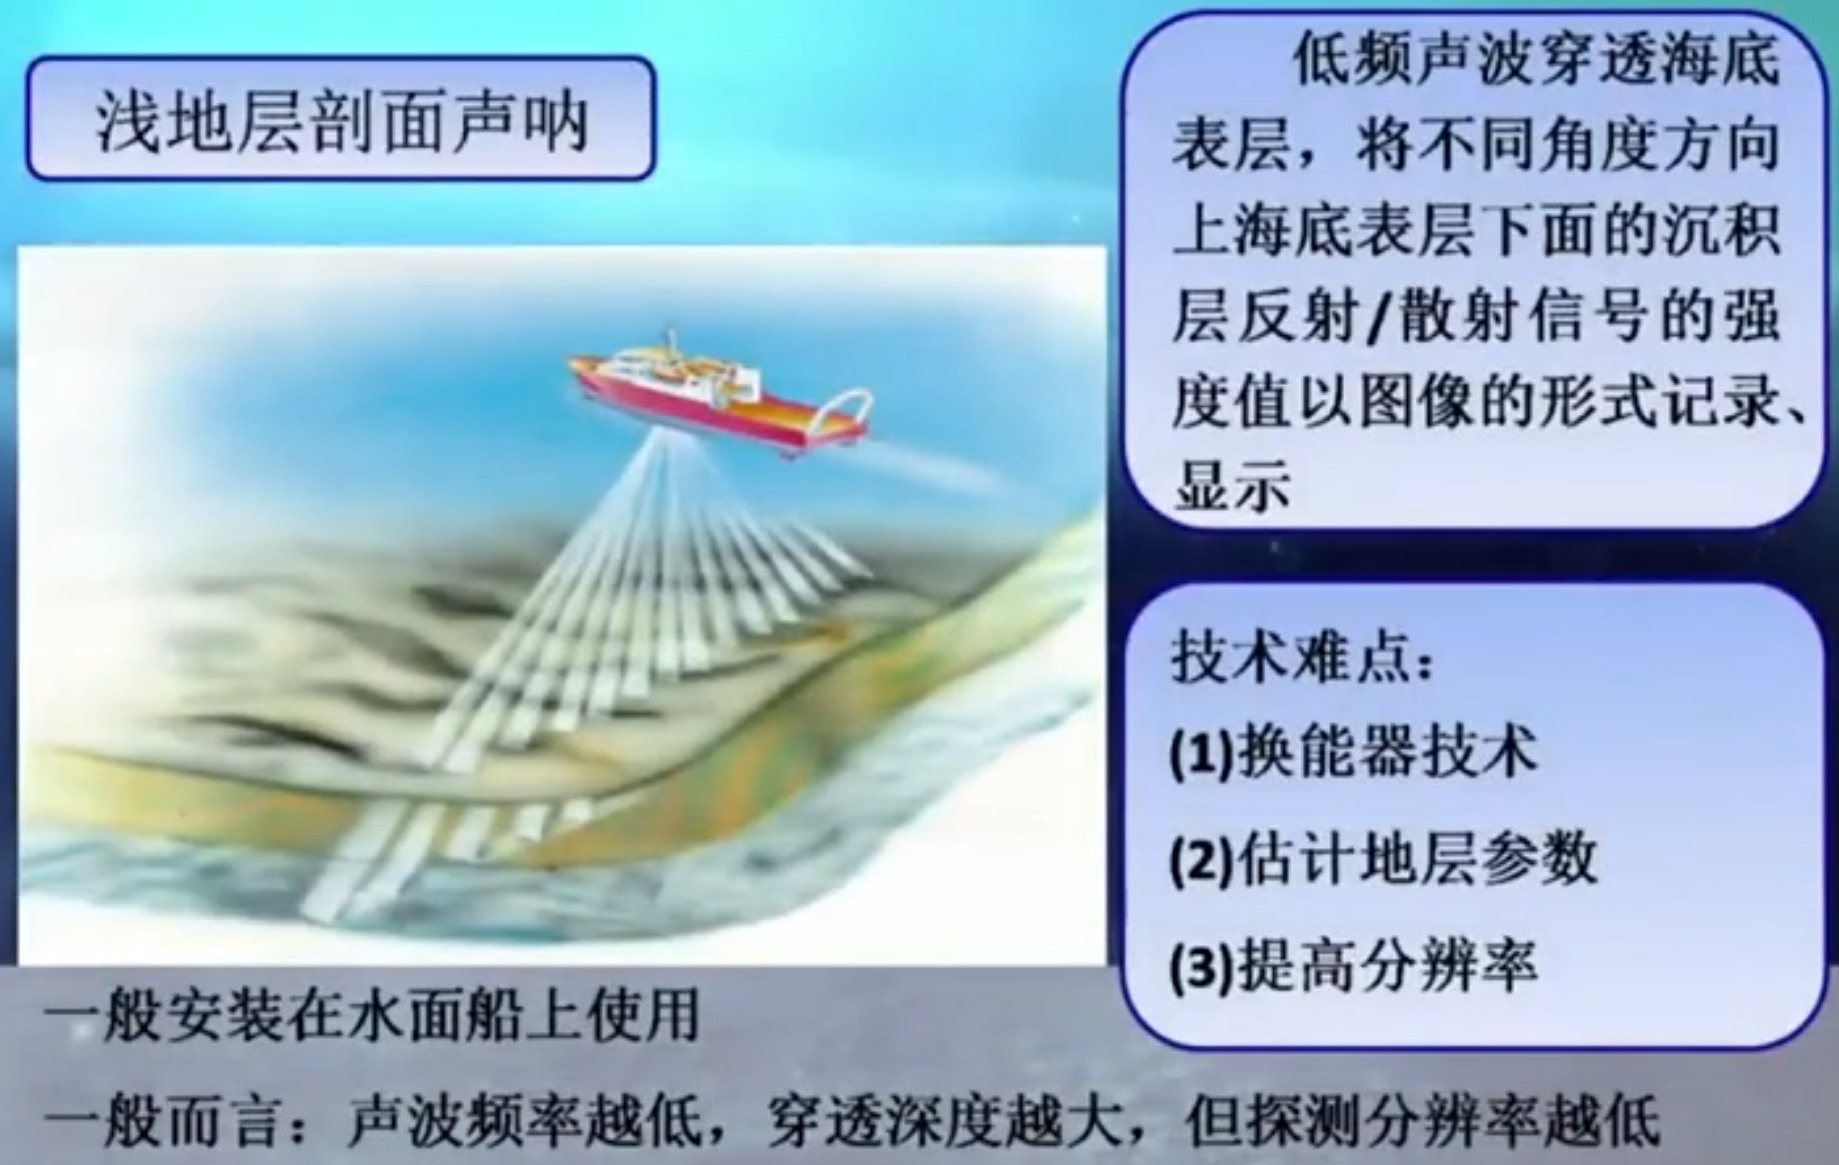 浅地层剖面声呐
低频声波穿透海底
表层，将不同角度方向
上海底表层下面的沉积
层反射/散射信号的强
度值以图像的形式记录、
显示
技术难点：
(1)换能器技术
(2)估计地层参数
(3)提高分辨率
一般安装在水面船上使用
一般而言：声波频率越低，穿透深度越大，但探测分辨率越低